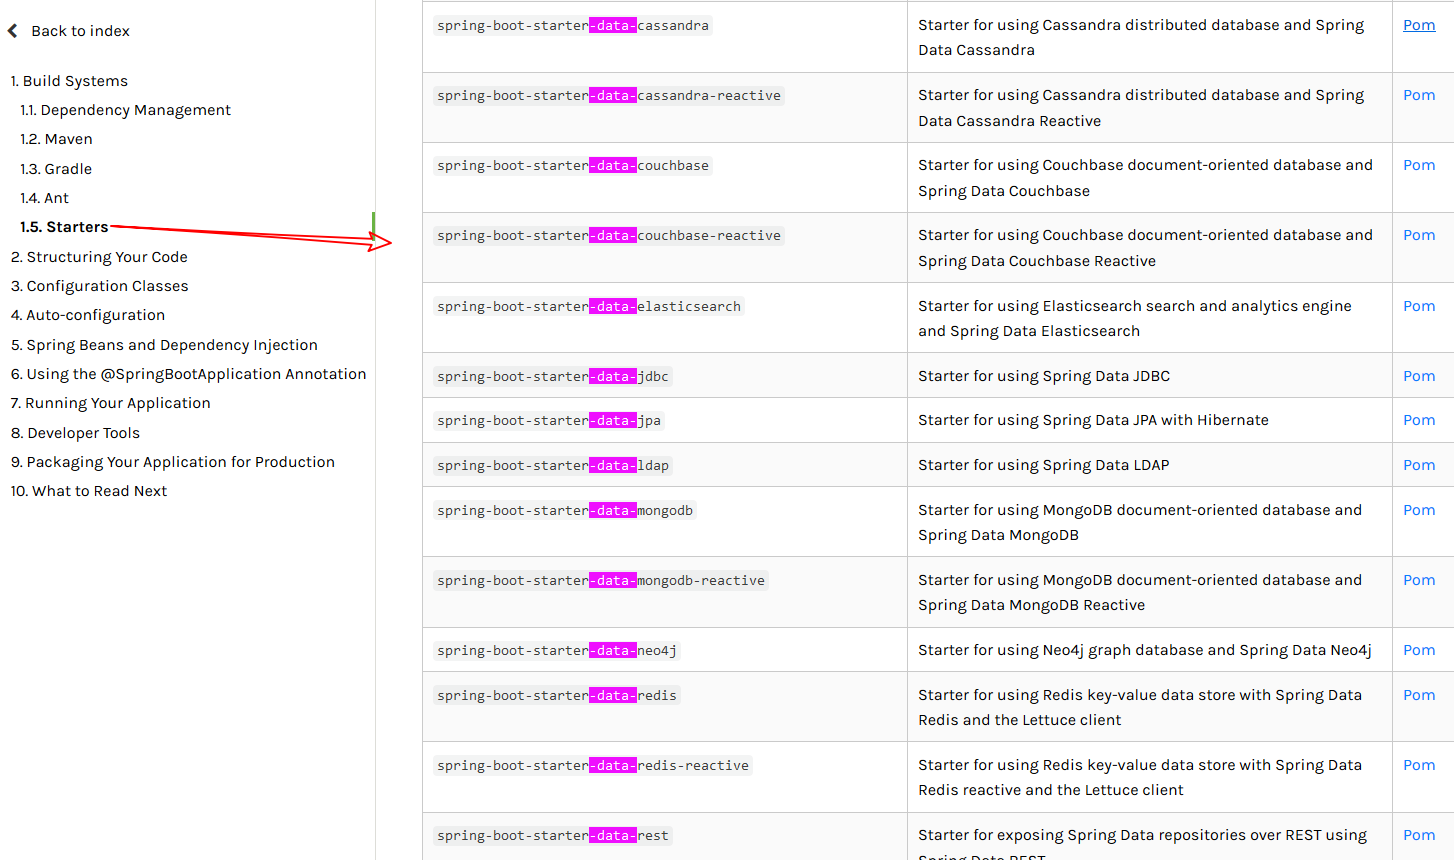 Back to index
1. Build Systems
1.1. Dependency Management
1.2. Maven
1.3. Gradle
1.4. Ant
1.5. Starters
2. Structuring Your Code
3. Configuration Classes
4. Auto-configuration
5. Spring Beans and Dependency Injection
6. Using the @SpringBootApplication Annotation
7. Running Your Application
8. Developer Tools
9. Packaging Your Application for Production
10. What to Read Next
spring-boot-starter-data-cassandra
Starter for using Cassandra distributed database and Spring
Data Cassandra
Pom
spring-boot-starter-data-cassandra-reactive
Starter for using Cassandra distributed database and Spring
Data Cassandra Reactive
Pom
spring-boot-starter-data-couchbase
Starter for using Couchbase document-oriented database and
Spring Data Couchbase
Pom
spring-boot-starter-data-couchbase-reactive
Starter for using Couchbase document-oriented database and
Spring Data Couchbase Reactive
Pom
spring-boot-starter-data-elasticsearch
Starter for using Elasticsearch search and analytics engine
and Spring Data Elasticsearch
Pom
spring-boot-starter-data-jdbc
Starter for using Spring Data JDBC
Pom
spring-boot-starter-data-jpa
Starter for using Spring Data JPA with Hibernate
Pom
spring-boot-starter-data-ldap
Starter for using Spring Data LDAP
Pom
spring-boot-starter-data-mongodb
Starter for using MongoDB document-oriented database and
Spring Data MongoDB
Pom
spring-boot-starter-data-mongodb-reactive
Starter for using MongoDB document-oriented database and
Spring Data MongoDB Reactive
Pom
spring-boot-starter-data-neo4j
Starter for using Neo4j graph database and Spring Data Neo4j
Pom
spring-boot-starter-data-redis
Starter for using Redis key-value data store with Spring Data
Redis and the Lettuce client
Pom
spring-boot-starter-data-redis-reactive
Starter for using Redis key-value data store with Spring Data
Redis reactive and the Lettuce client
Pom
spring-boot-starter-data-rest
Starter for exposing Spring Data repositories over REST using
Spring Data REST
Pom